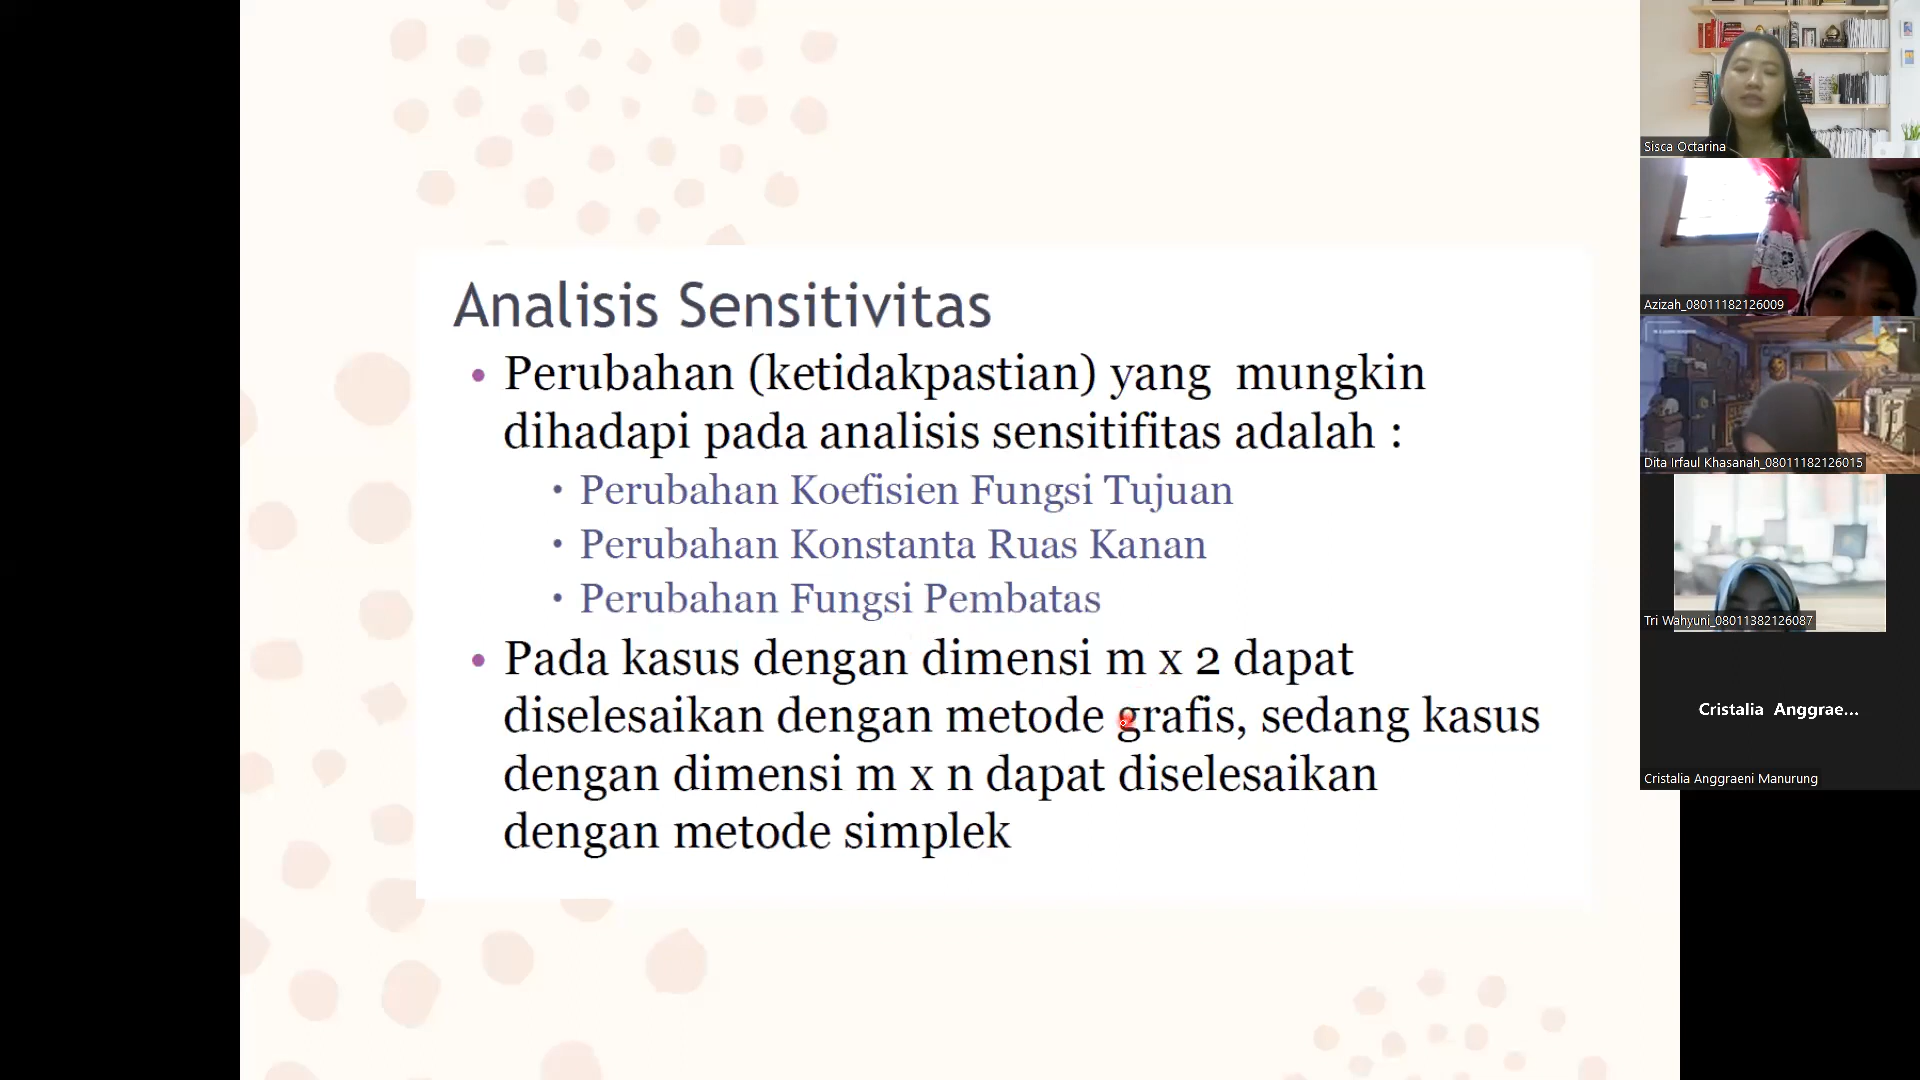 Analisis Sensitivitas
• Perubahan (ketidakpastian) yang mungkin
dihadapi pada analisis sensitifitas adalah :
• Perubahan Koefisien Fungsi Tujuan
• Perubahan Konstanta Ruas Kanan
• Perubahan Fungsi Pembatas
• Pada kasus dengan dimensi m x 2 dapat
diselesaikan dengan metode grafis, sedang kasus
dengan dimensi m x n dapat diselesaikan
dengan metode simplek
Sisca Octarina
Azizah_08011182126009
Dita Irfaul Khasanah_08011182126015
Tri Wahyuni_08011382126087
Cristalia Anggrae...
Cristalia Anggraeni Manurung